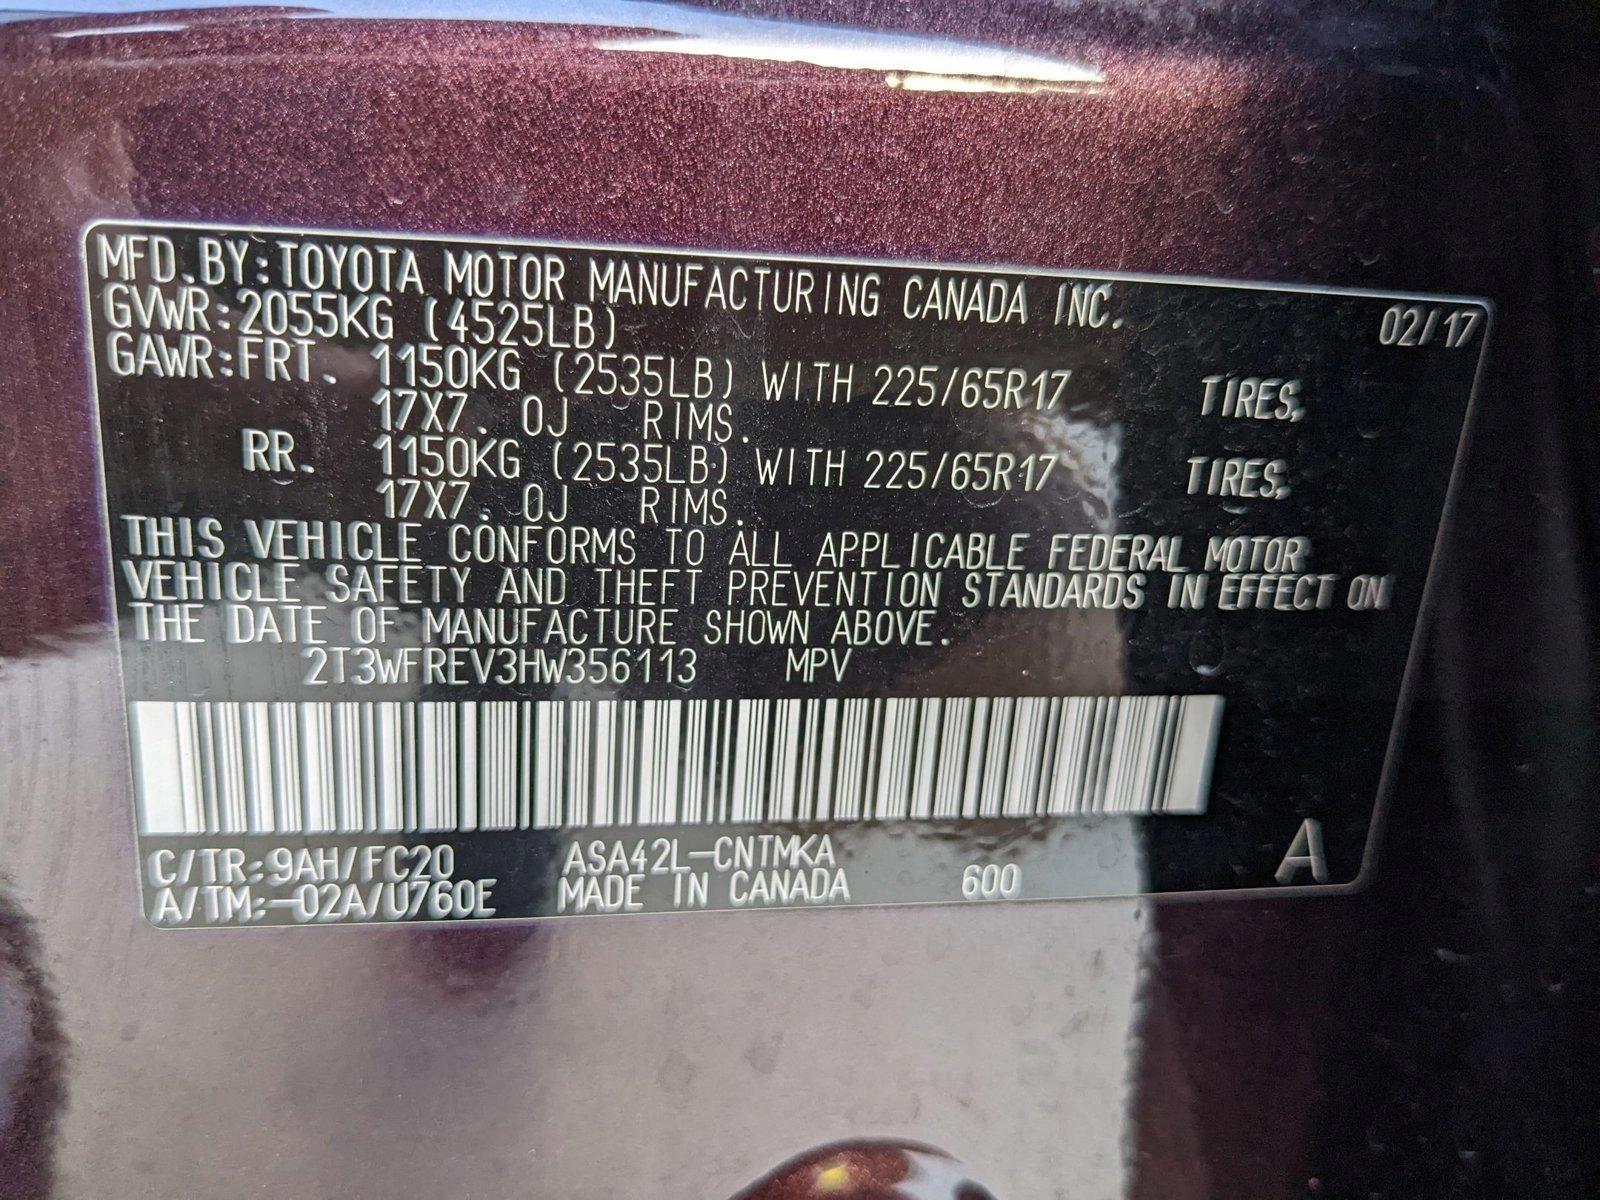 MFD.BY:TOYOTA MOTOR MANUFACTURING CANADA INC. 02/17
GVWR:2055KG (4525LB)
GAWR:FRT. 1150KG (2535LB) WITH 225/65R17 TIRES,
17X7. 0J RIMS.
RR. 1150KG (2535LB) WITH 225/65R17 TIRES,
17X7. 0J RIMS.
THIS VEHICLE CONFORMS TO ALL APPLICABLE FEDERAL MOTOR
VEHICLE SAFETY AND THEFT PREVENTION STANDARDS IN EFFECT ON
THE DATE OF MANUFACTURE SHOWN ABOVE.
2T3WFREV3HW356113 MPV
C/TR:9AH/FC20 ASA42L-CNTMKA
A/TM:-02A/U760E MADE IN CANADA 600 A